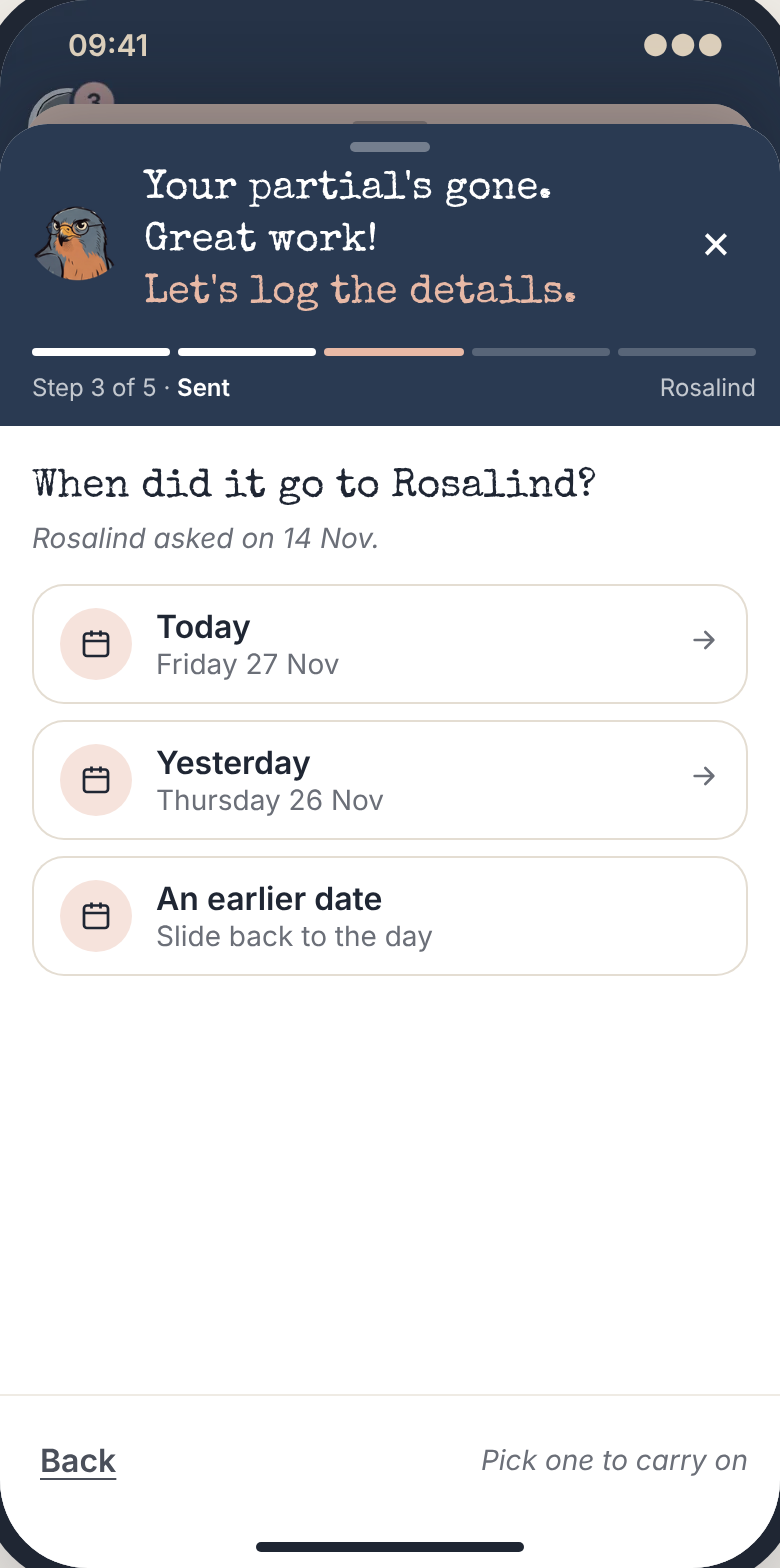 09:41
3
Your partial's gone.
Great work!
Let's log the details.
Step 3 of 5 · Sent
Rosalind
When did it go to Rosalind?
Rosalind asked on 14 Nov.
Today
Friday 27 Nov
Yesterday
Thursday 26 Nov
An earlier date
Slide back to the day
Back
Pick one to carry on